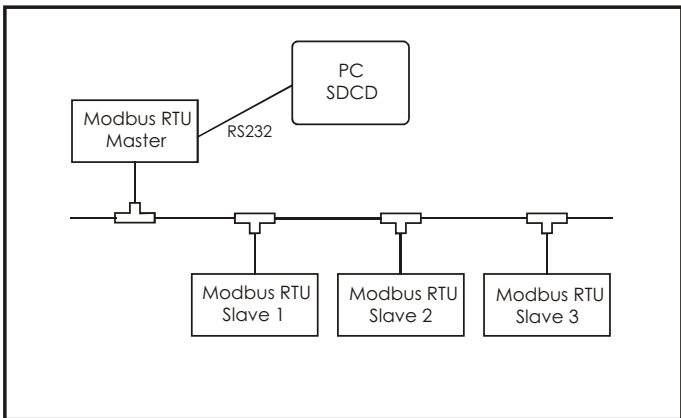 PC
SDCD
Modbus RTU
Master
RS232
Modbus RTU
Slave 1
Modbus RTU
Slave 2
Modbus RTU
Slave 3